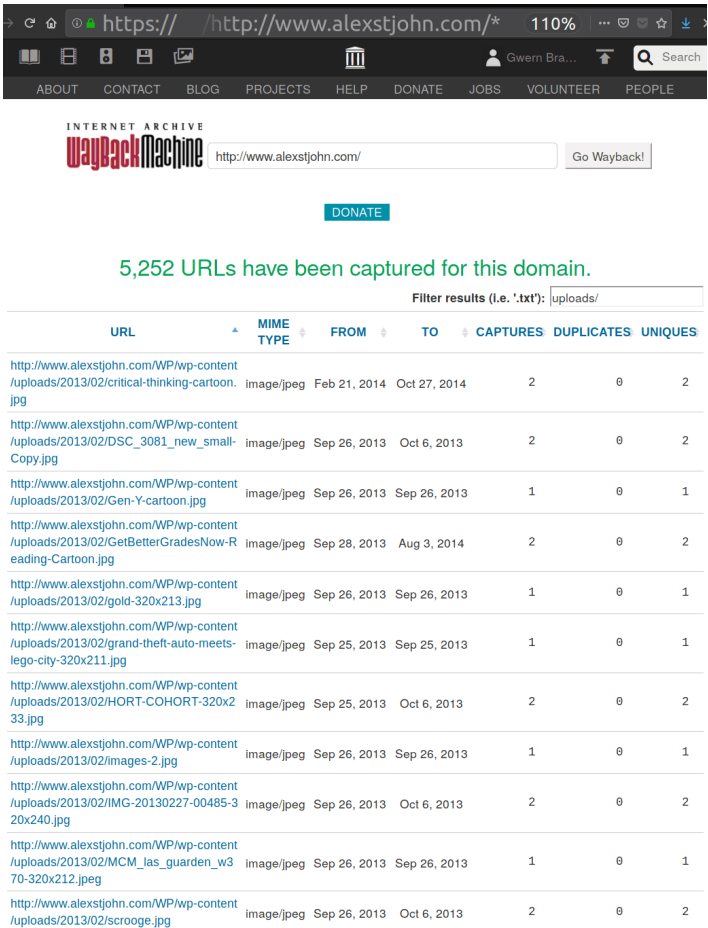 https:// /http://www.alexstjohn.com/* 110%
Gwern Bra... Search
ABOUT CONTACT BLOG PROJECTS HELP DONATE JOBS VOLUNTEER PEOPLE
INTERNET ARCHIVE
WayBackMachine
http://www.alexstjohn.com/ Go Wayback!
DONATE
5,252 URLs have been captured for this domain.
Filter results (i.e. '.txt'): uploads/
URL MIME TYPE FROM TO CAPTURES DUPLICATES UNIQUES
http://www.alexstjohn.com/WP/wp-content
/uploads/2013/02/critical-thinking-cartoon. image/jpeg Feb 21, 2014 Oct 27, 2014 2 0 2
jpg
http://www.alexstjohn.com/WP/wp-content
/uploads/2013/02/DSC_3081_new_small- image/jpeg Sep 26, 2013 Oct 6, 2013 2 0 2
Copy.jpg
http://www.alexstjohn.com/WP/wp-content
/uploads/2013/02/Gen-Y-cartoon.jpg image/jpeg Sep 26, 2013 Sep 26, 2013 1 0 1
http://www.alexstjohn.com/WP/wp-content
/uploads/2013/02/GetBetterGradesNow-R image/jpeg Sep 28, 2013 Aug 3, 2014 2 0 2
eading-Cartoon.jpg
http://www.alexstjohn.com/WP/wp-content
/uploads/2013/02/gold-320x213.jpg image/jpeg Sep 26, 2013 Sep 26, 2013 1 0 1
http://www.alexstjohn.com/WP/wp-content
/uploads/2013/02/grand-theft-auto-meets- image/jpeg Sep 25, 2013 Sep 25, 2013 1 0 1
lego-city-320x211.jpg
http://www.alexstjohn.com/WP/wp-content
/uploads/2013/02/HORT-COHORT-320x2 image/jpeg Sep 25, 2013 Oct 6, 2013 2 0 2
33.jpg
http://www.alexstjohn.com/WP/wp-content
/uploads/2013/02/images-2.jpg image/jpeg Sep 26, 2013 Sep 26, 2013 1 0 1
http://www.alexstjohn.com/WP/wp-content
/uploads/2013/02/IMG-20130227-00485-3 image/jpeg Sep 26, 2013 Oct 6, 2013 2 0 2
20x240.jpg
http://www.alexstjohn.com/WP/wp-content
/uploads/2013/02/MCM_las_guarden_w3 image/jpeg Sep 26, 2013 Sep 26, 2013 1 0 1
70-320x212.jpeg
http://www.alexstjohn.com/WP/wp-content
/uploads/2013/02/scrooge.jpg image/jpeg Sep 26, 2013 Oct 6, 2013 2 0 2